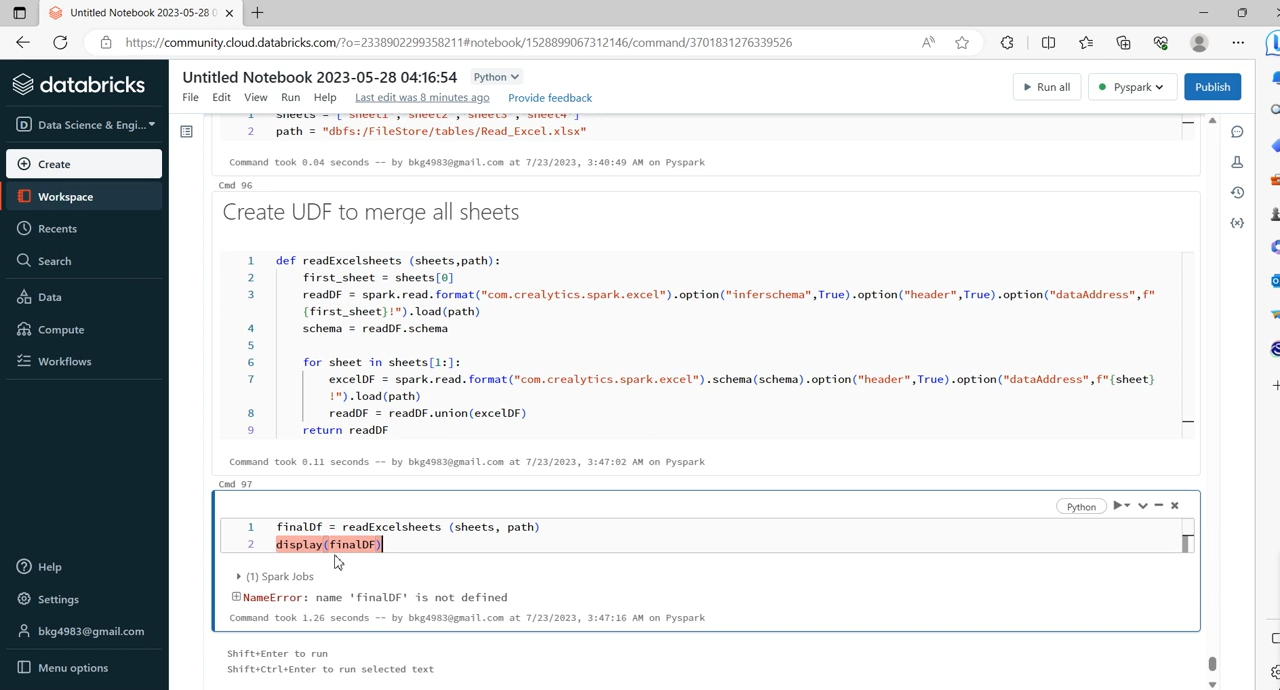 Untitled Notebook 2023-05-28 0
https://community.cloud.databricks.com/?o=2338902299358211#notebook/1528899067312146/command/3701831276339526
databricks
Untitled Notebook 2023-05-28 04:16:54 Python
File Edit View Run Help Last edit was 8 minutes ago Provide feedback
Run all Pyspark Publish
Data Science & Engi...
Create
Workspace
Recents
Search
Data
Compute
Workflows
Help
Settings
bkg4983@gmail.com
Menu options
1 sheets = ["sheet1", "sheet2", "sheet3", "sheet4"]
2 path = "dbfs:/FileStore/tables/Read_Excel.xlsx"
Command took 0.04 seconds -- by bkg4983@gmail.com at 7/23/2023, 3:40:49 AM on Pyspark
Cmd 96
Create UDF to merge all sheets
1 def readExcelsheets (sheets,path):
2 first_sheet = sheets[0]
3 readDF = spark.read.format("com.crealytics.spark.excel").option("inferschema",True).option("header",True).option("dataAddress",f"
{first_sheet}!").load(path)
4 schema = readDF.schema
5
6 for sheet in sheets[1:]:
7 excelDF = spark.read.format("com.crealytics.spark.excel").schema(schema).option("header",True).option("dataAddress",f"{sheet}
!").load(path)
8 readDF = readDF.union(excelDF)
9 return readDF
Command took 0.11 seconds -- by bkg4983@gmail.com at 7/23/2023, 3:47:02 AM on Pyspark
Cmd 97
Python
1 finalDf = readExcelsheets (sheets, path)
2 display(finalDF)
(1) Spark Jobs
NameError: name 'finalDF' is not defined
Command took 1.26 seconds -- by bkg4983@gmail.com at 7/23/2023, 3:47:16 AM on Pyspark
Shift+Enter to run
Shift+Ctrl+Enter to run selected text